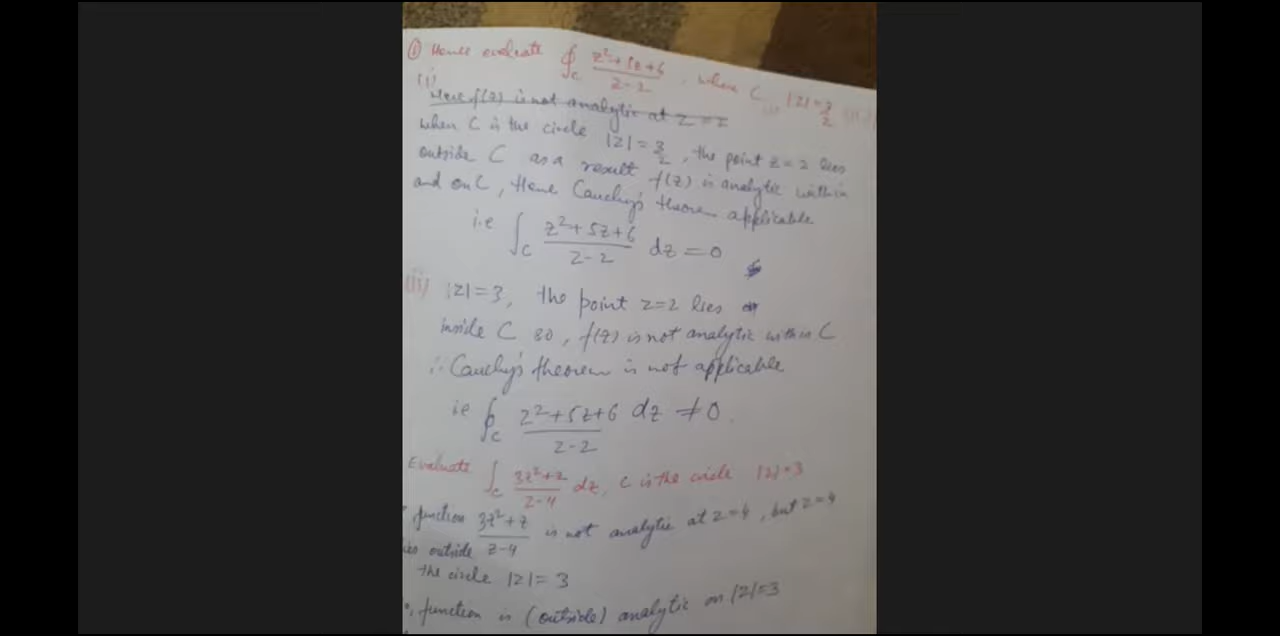 ① Hence evaluate ∮_C (z²+5z+6)/(z-2), where C |z|=3/2
(i)
Here f(z) is not analytic at z=2
when C is the circle |z|=3/2, the point z=2 lies
outside C as a result f(z) is analytic within
and on C, Hence Cauchy's theorem applicable
i.e ∫_C (z²+5z+6)/(z-2) dz = 0
(ii) |z|=3, the point z=2 lies
inside C so, f(z) is not analytic within C
∴ Cauchy's theorem is not applicable
ie ∮_C (z²+5z+6)/(z-2) dz ≠ 0.
Evaluate ∫_C (3z²+z)/(z-4) dz, C is the circle |z|=3
function (3z²+z)/(z-4) is not analytic at z=4, but z=4
lies outside
the circle |z|=3
∴ function is (outside) analytic on |z|=3